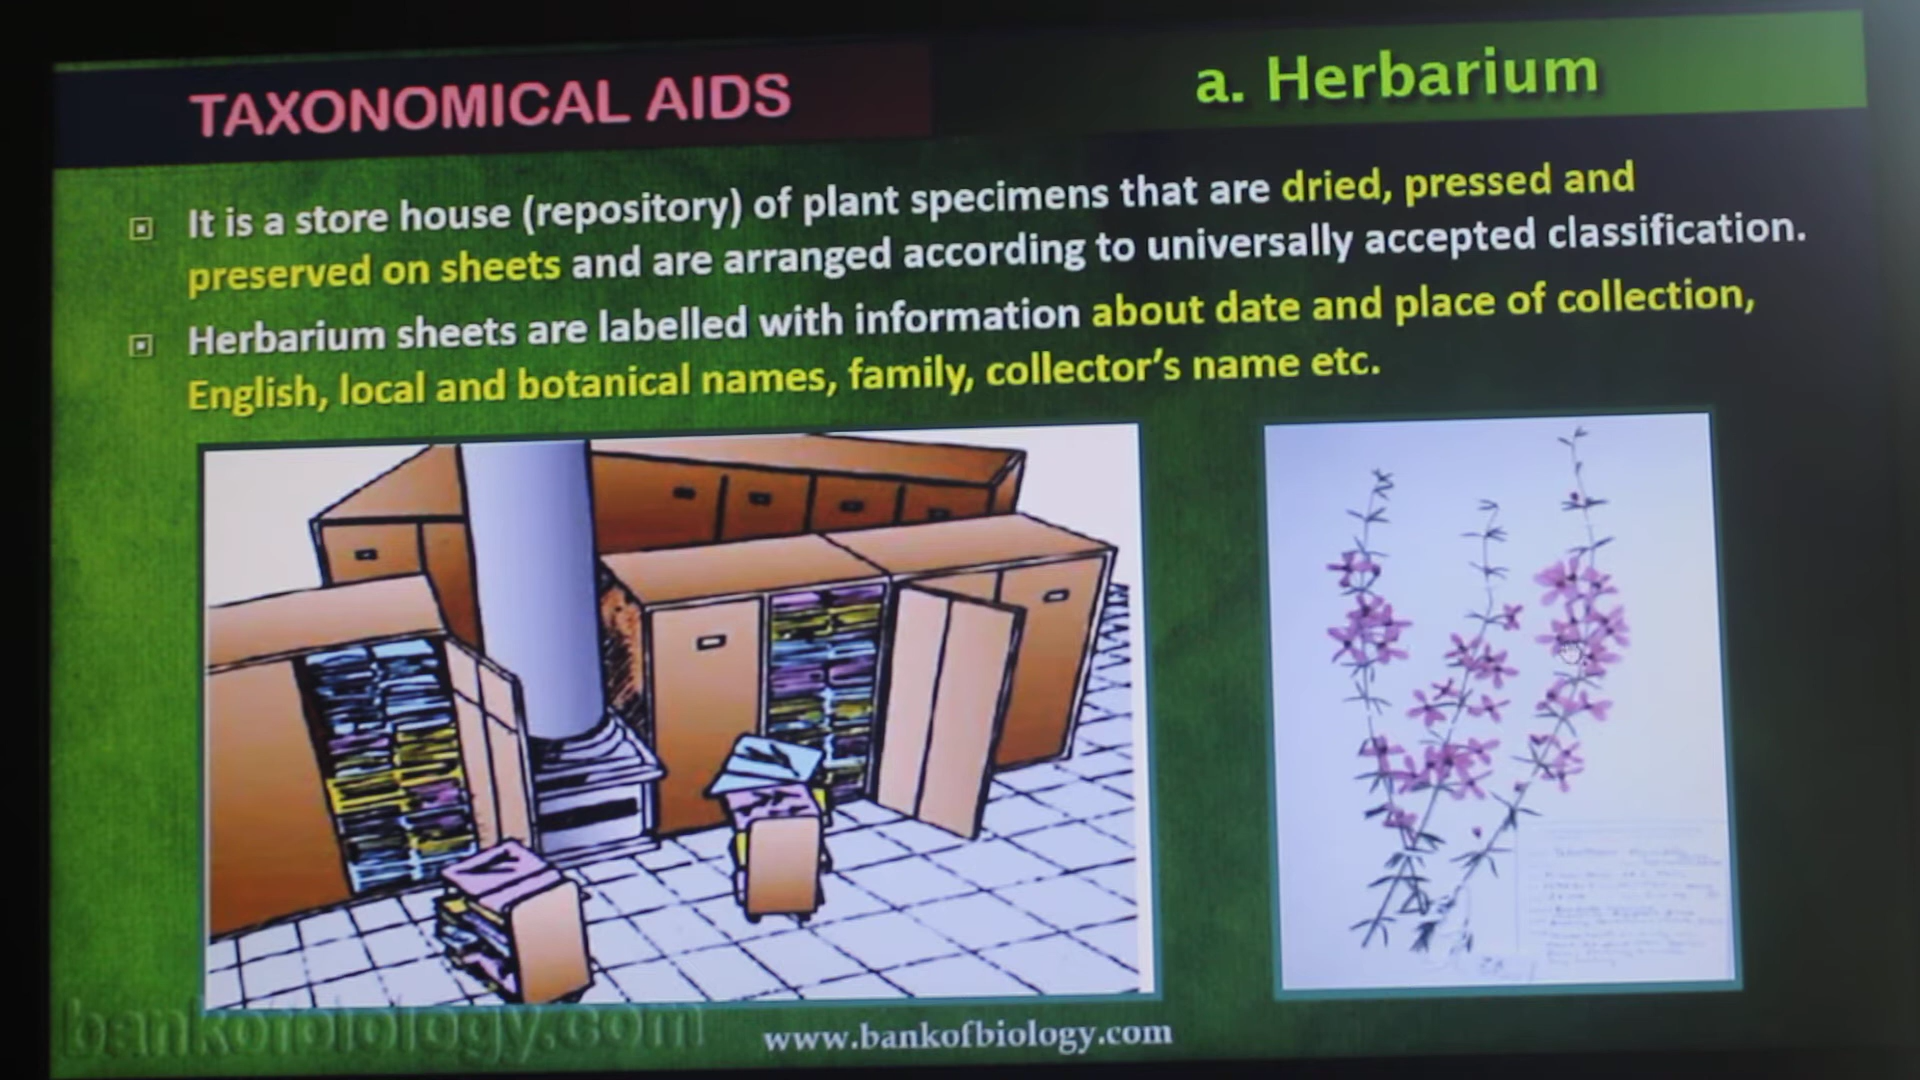 TAXONOMICAL AIDS
a. Herbarium
It is a store house (repository) of plant specimens that are dried, pressed and
preserved on sheets and are arranged according to universally accepted classification.
Herbarium sheets are labelled with information about date and place of collection,
English, local and botanical names, family, collector's name etc.
bankofbiology.com
www.bankofbiology.com